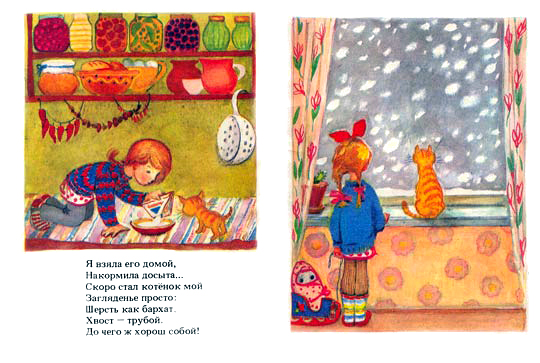 Я взяла его домой,
Накормила досыта...
Скоро стал котёнок мой
Загляденье просто:
Шерсть как бархат.
Хвост — трубой.
До чего ж хорош собой!